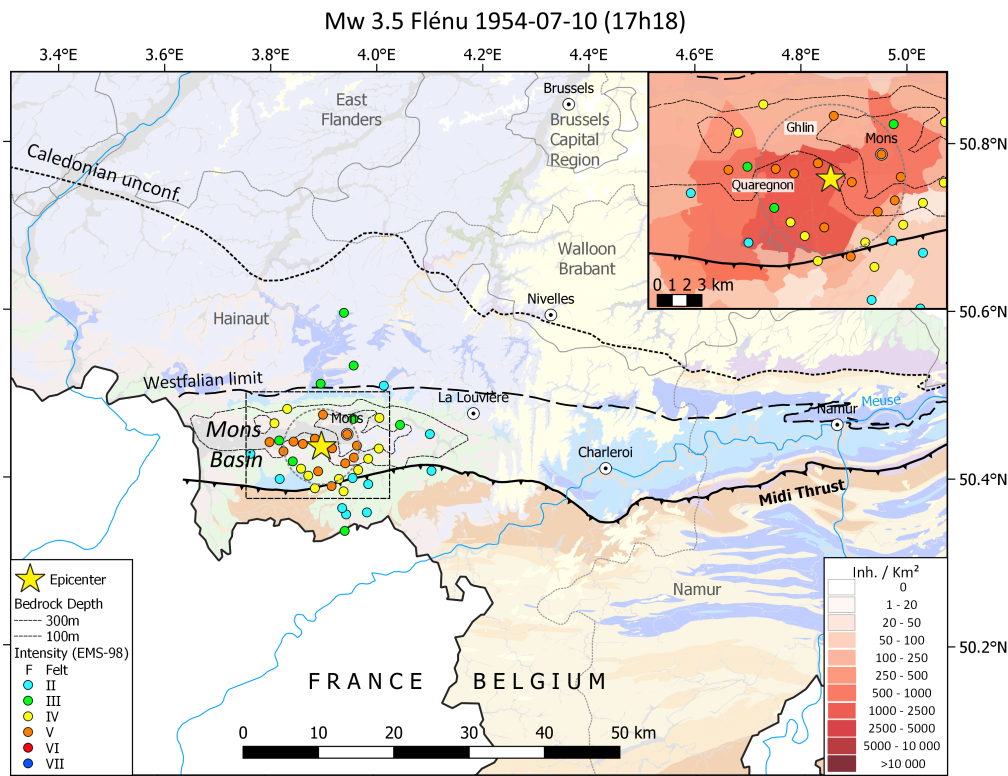 Mw 3.5 Flénu 1954-07-10 (17h18)
3.4°E
3.6°E
3.8°E
4.0°E
4.2°E
4.4°E
4.6°E
4.8°E
5.0°E
Brussels
East
Flanders
Brussels
Capital
Region
Ghlin
Mons
Quaregnon
0 1 2 3 km
50.8°N
Caledonian unconf.
Walloon
Brabant
Nivelles
Hainaut
50.6°N
Westfalian limit
La Louvière
Meuse
Namur
Mons
Mons
Basin
Charleroi
50.4°N
Midi Thrust
Namur
50.2°N
FRANCE
BELGIUM
0 10 20 30 40 50 km
Epicenter
Bedrock Depth
300m
100m
Intensity (EMS-98)
F Felt
II
III
IV
V
VI
VII
Inh. / Km²
0
1 - 20
20 - 50
50 - 100
100 - 250
250 - 500
500 - 1000
1000 - 2500
2500 - 5000
5000 - 10 000
>10 000